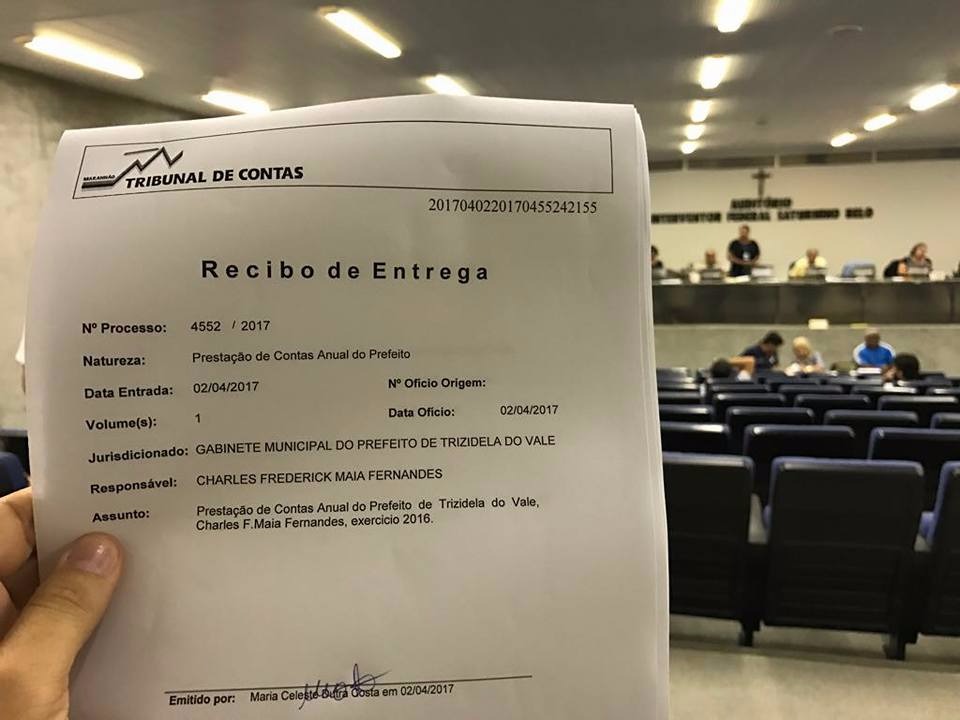 MARANHÃO
TRIBUNAL DE CONTAS
2017040220170455242155
Recibo de Entrega
Nº Processo: 4552 / 2017
Natureza: Prestação de Contas Anual do Prefeito
Data Entrada: 02/04/2017 Nº Ofício Origem:
Volume(s): 1 Data Ofício: 02/04/2017
Jurisdicionado: GABINETE MUNICIPAL DO PREFEITO DE TRIZIDELA DO VALE
Responsável: CHARLES FREDERICK MAIA FERNANDES
Assunto: Prestação de Contas Anual do Prefeito de Trizidela do Vale,
Charles F.Maia Fernandes, exercicio 2016.
Emitido por: Maria Celeste Dutra Costa em 02/04/2017
AUDITÓRIO
INTERVENTOR FEDERAL SATURNINO BELO